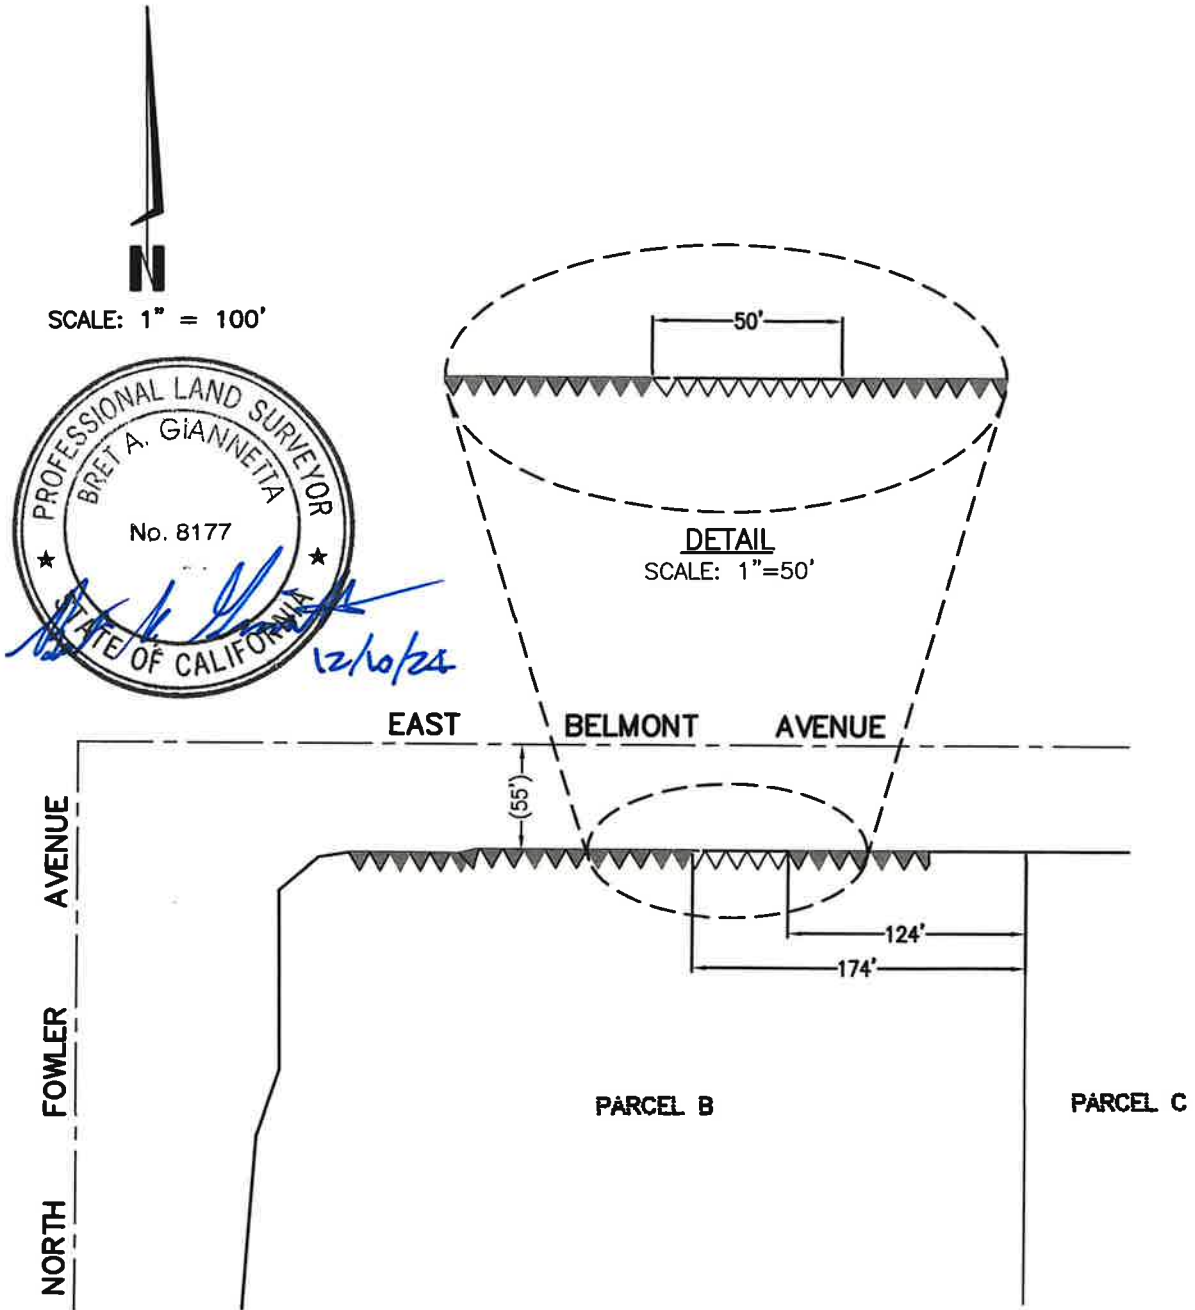 N
SCALE: 1" = 100'
50'
PROFESSIONAL LAND SURVEYOR
BRET A. GIANNETTA
No. 8177
STATE OF CALIFORNIA
12/10/24
DETAIL
SCALE: 1"=50'
EAST BELMONT AVENUE
(55')
NORTH FOWLER AVENUE
124'
174'
PARCEL B
PARCEL C